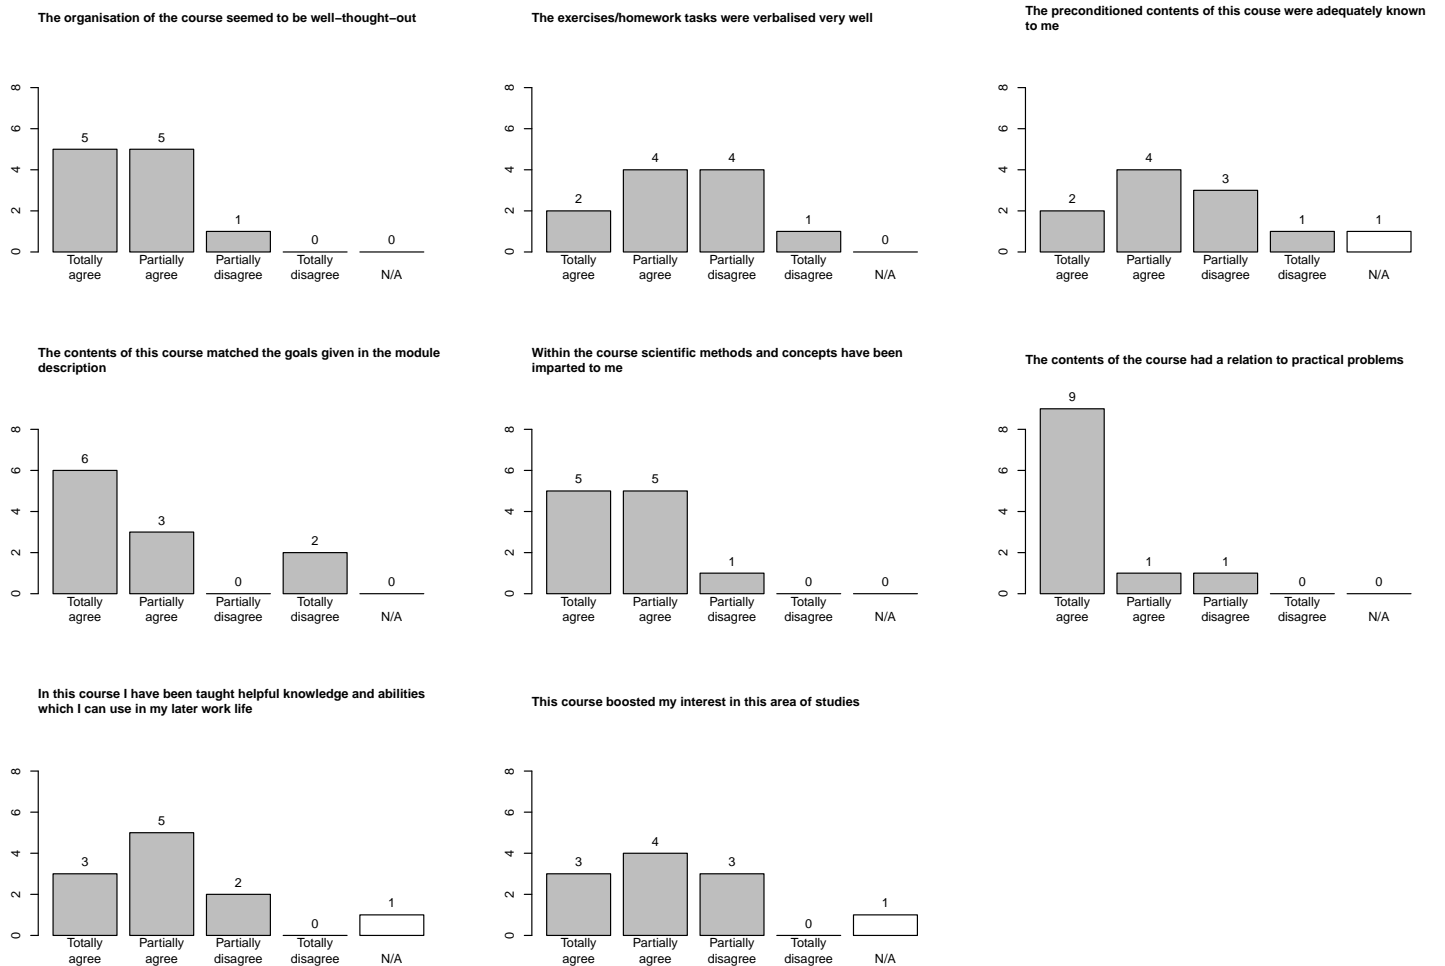 The organisation of the course seemed to be well−thought−out
8
6
4
2
0
5 5 1 0 0
Totally agree
Partially agree
Partially disagree
Totally disagree
N/A
The exercises/homework tasks were verbalised very well
8
6
4
2
0
2 4 4 1 0
Totally agree
Partially agree
Partially disagree
Totally disagree
N/A
The preconditioned contents of this couse were adequately known
to me
8
6
4
2
0
2 4 3 1 1
Totally agree
Partially agree
Partially disagree
Totally disagree
N/A
The contents of this course matched the goals given in the module
description
8
6
4
2
0
6 3 0 2 0
Totally agree
Partially agree
Partially disagree
Totally disagree
N/A
Within the course scientific methods and concepts have been
imparted to me
8
6
4
2
0
5 5 1 0 0
Totally agree
Partially agree
Partially disagree
Totally disagree
N/A
The contents of the course had a relation to practical problems
8
6
4
2
0
9 1 1 0 0
Totally agree
Partially agree
Partially disagree
Totally disagree
N/A
In this course I have been taught helpful knowledge and abilities
which I can use in my later work life
8
6
4
2
0
3 5 2 0 1
Totally agree
Partially agree
Partially disagree
Totally disagree
N/A
This course boosted my interest in this area of studies
8
6
4
2
0
3 4 3 0 1
Totally agree
Partially agree
Partially disagree
Totally disagree
N/A